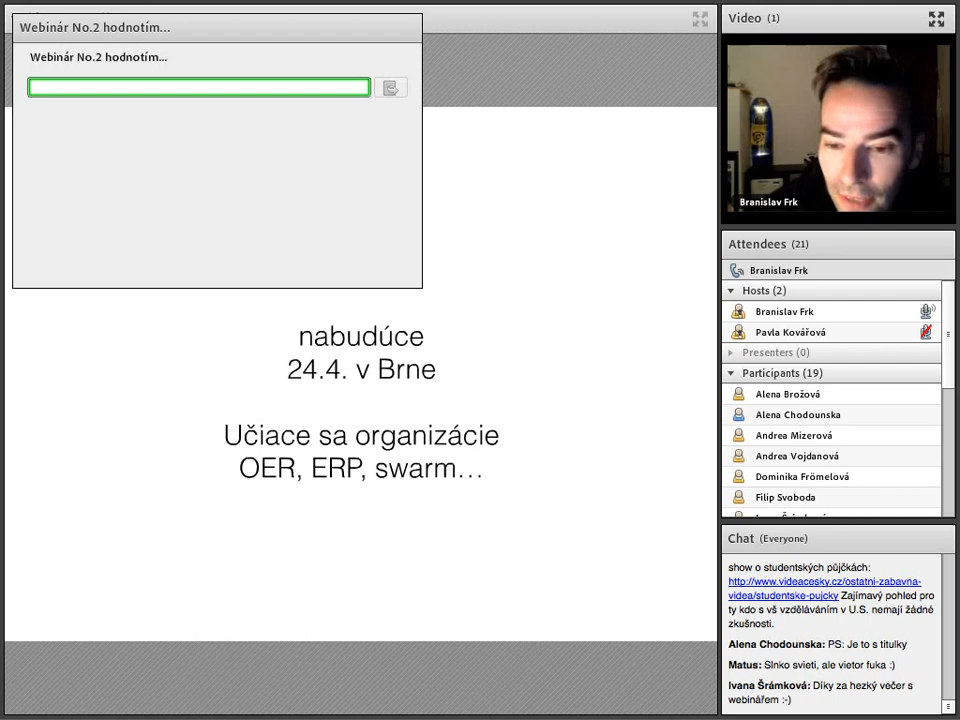 Webinár No.2 hodnotím...
Webinár No.2 hodnotím...
nabudúce
24.4. v Brne
Učiace sa organizácie
OER, ERP, swarm...
Video (1)
Branislav Frk
Attendees (21)
Branislav Frk
Hosts (2)
Branislav Frk
Pavla Kovářová
Presenters (0)
Participants (19)
Alena Brožová
Alena Chodounska
Andrea Mizerová
Andrea Vojdanová
Dominika Frömelová
Filip Svoboda
Chat (Everyone)
show o studentských půjčkách:
http://www.videacesky.cz/ostatni-zabavna-
videa/studentske-pujcky Zajímavý pohled pro
ty kdo s vš vzděláváním v U.S. nemají žádné
zkušnosti.
Alena Chodounska: PS: Je to s titulky
Matus: Slnko svieti, ale vietor fuka :)
Ivana Šrámková: Díky za hezký večer s
webinářem :-)